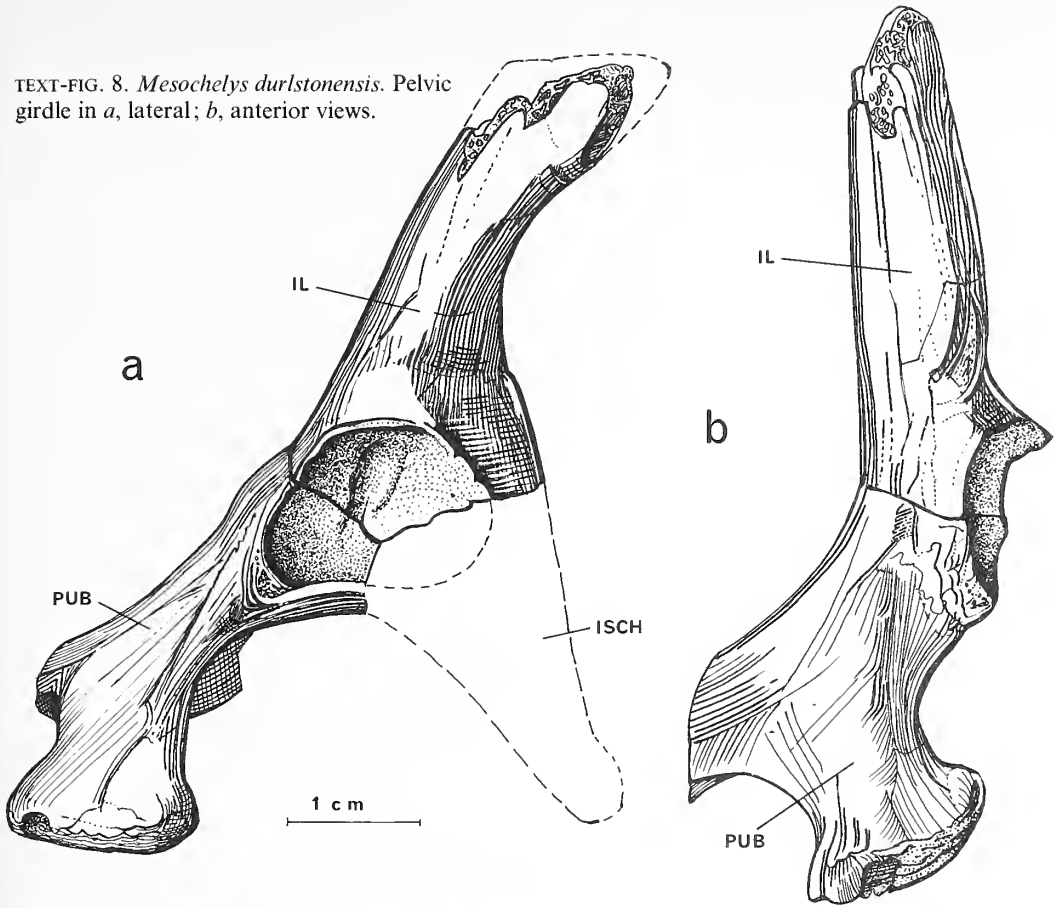 TEXT-FIG. 8. Mesochelys durlstonensis. Pelvic
girdle in a, lateral; b, anterior views.
IL
IL
a
b
PUB
ISCH
1 cm
PUB